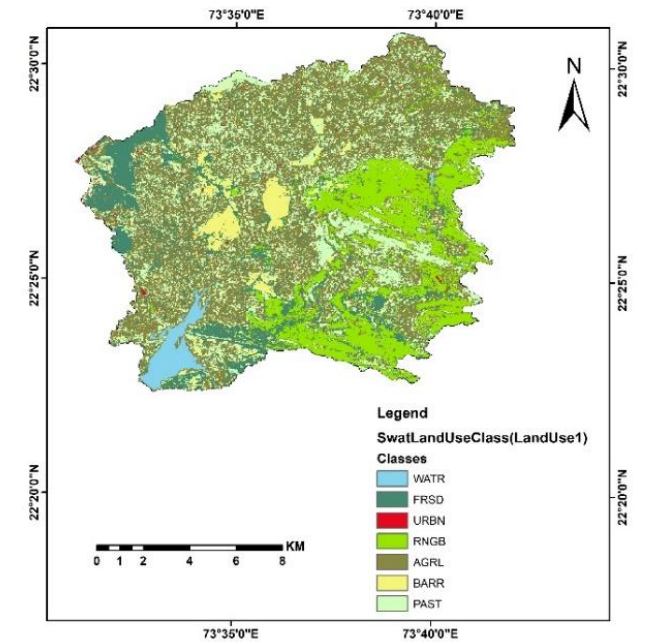 73°35'0"E 73°40'0"E
22°30'0"N 22°30'0"N
N
22°25'0"N 22°25'0"N
22°20'0"N 22°20'0"N
Legend
SwatLandUseClass(LandUse1)
Classes
WATR
FRSD
URBN
RNGB
AGRL
BARR
PAST
KM
0 1 2 4 6 8
73°35'0"E 73°40'0"E